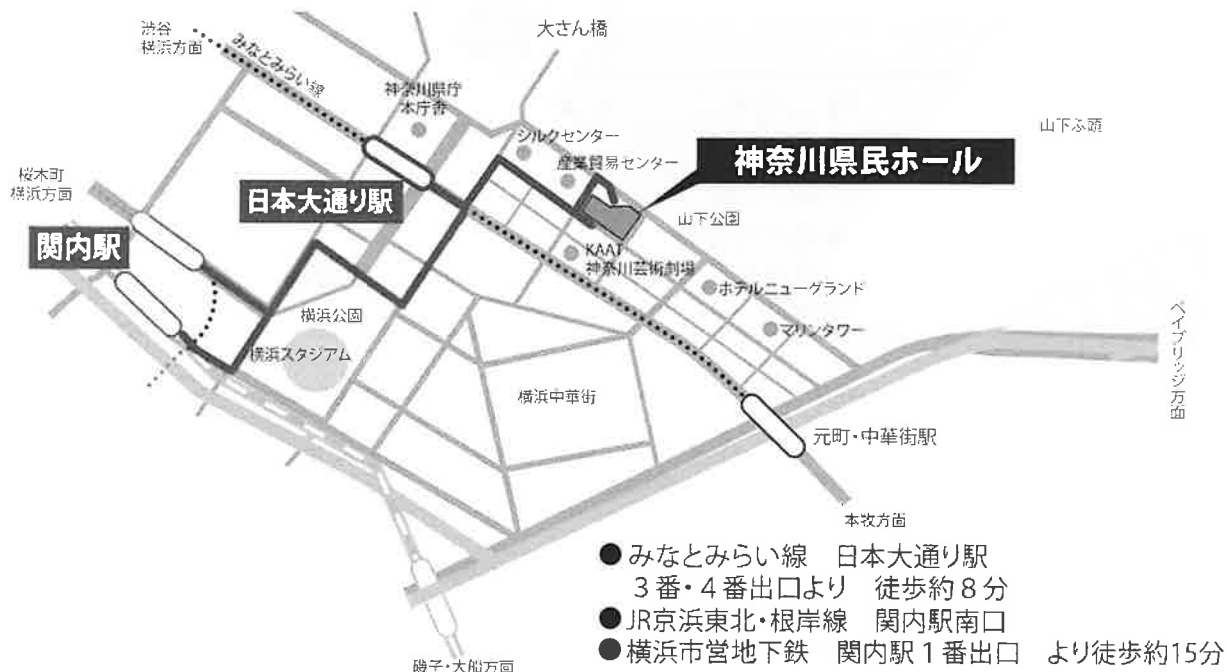 渋谷
横浜方面
みなとみらい線
大さん橋
神奈川県庁
本庁舎
シルクセンター
産業貿易センター
神奈川県民ホール
山下ふ頭
桜木町
横浜方面
日本大通り駅
山下公園
関内駅
KAAT
神奈川芸術劇場
ホテルニューグランド
横浜公園
マリンタワー
横浜スタジアム
ベイブリッジ方面
横浜中華街
元町・中華街駅
本牧方面
●みなとみらい線 日本大通り駅
3番・4番出口より 徒歩約8分
●JR京浜東北・根岸線 関内駅南口
●横浜市営地下鉄 関内駅1番出口 より徒歩約15分
磯子・大船方面